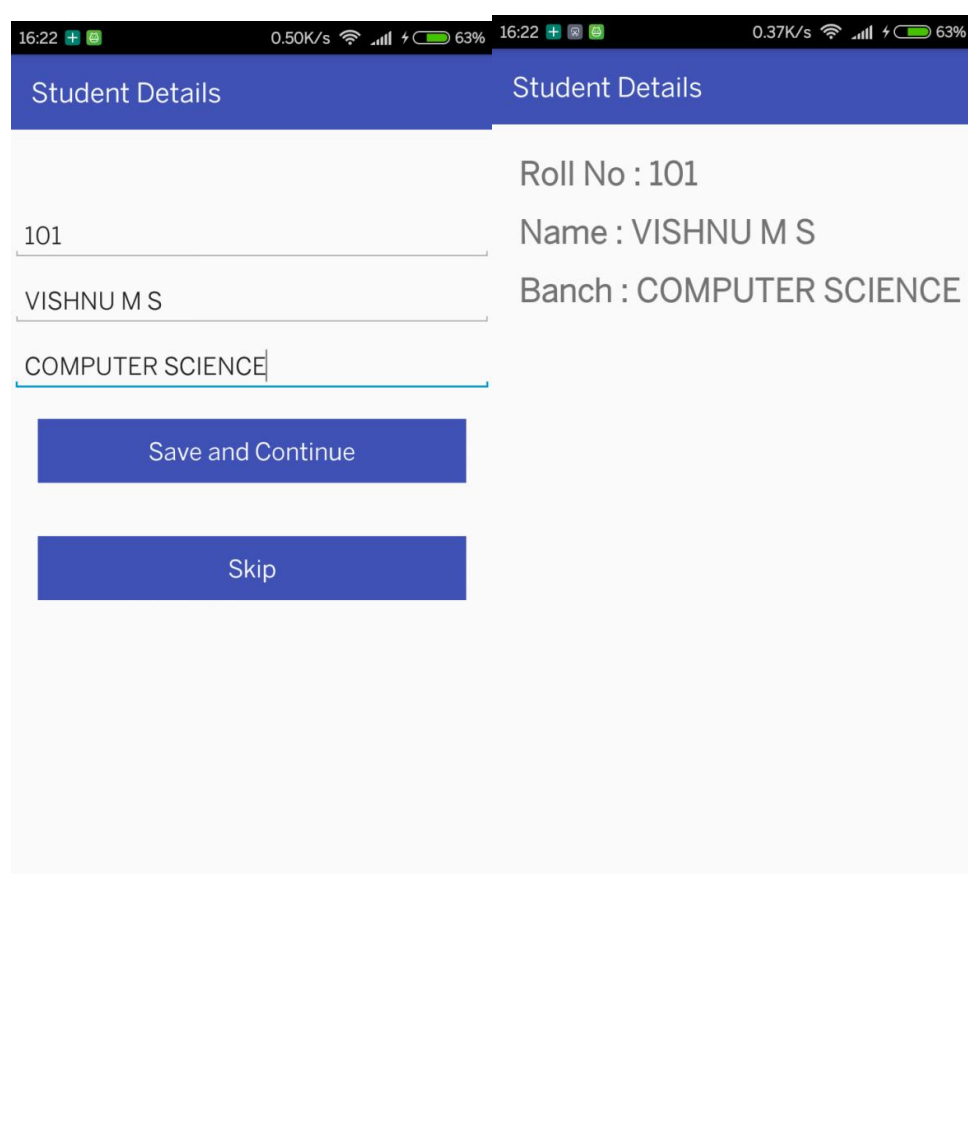 16:22 0.50K/s 63%
Student Details
101
VISHNU M S
COMPUTER SCIENCE
Save and Continue
Skip
16:22 0.37K/s 63%
Student Details
Roll No : 101
Name : VISHNU M S
Banch : COMPUTER SCIENCE